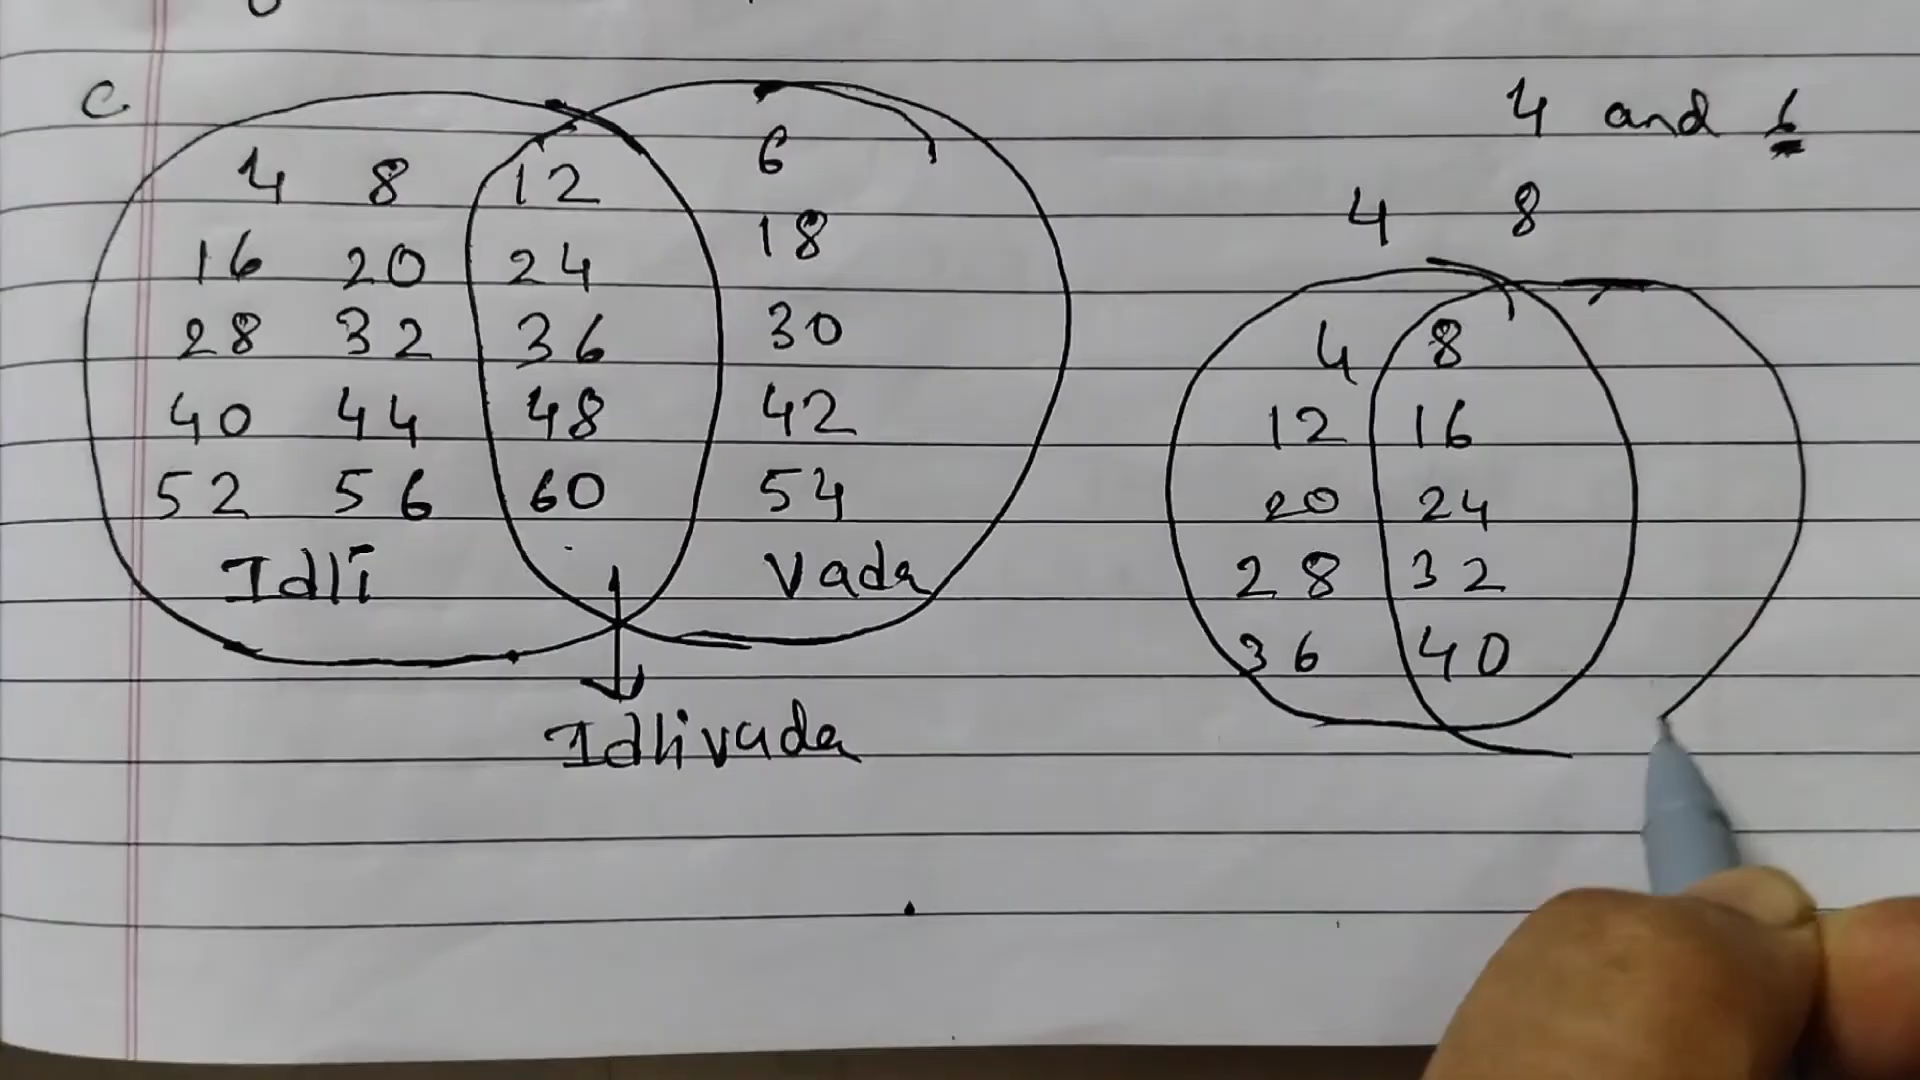 C
4 8 12 6
16 20 24 18
28 32 36 30
40 44 48 42
52 56 60 54
Idli Vada
Idlivada
4 and 6
4 8
4 8
12 16
20 24
28 32
36 40